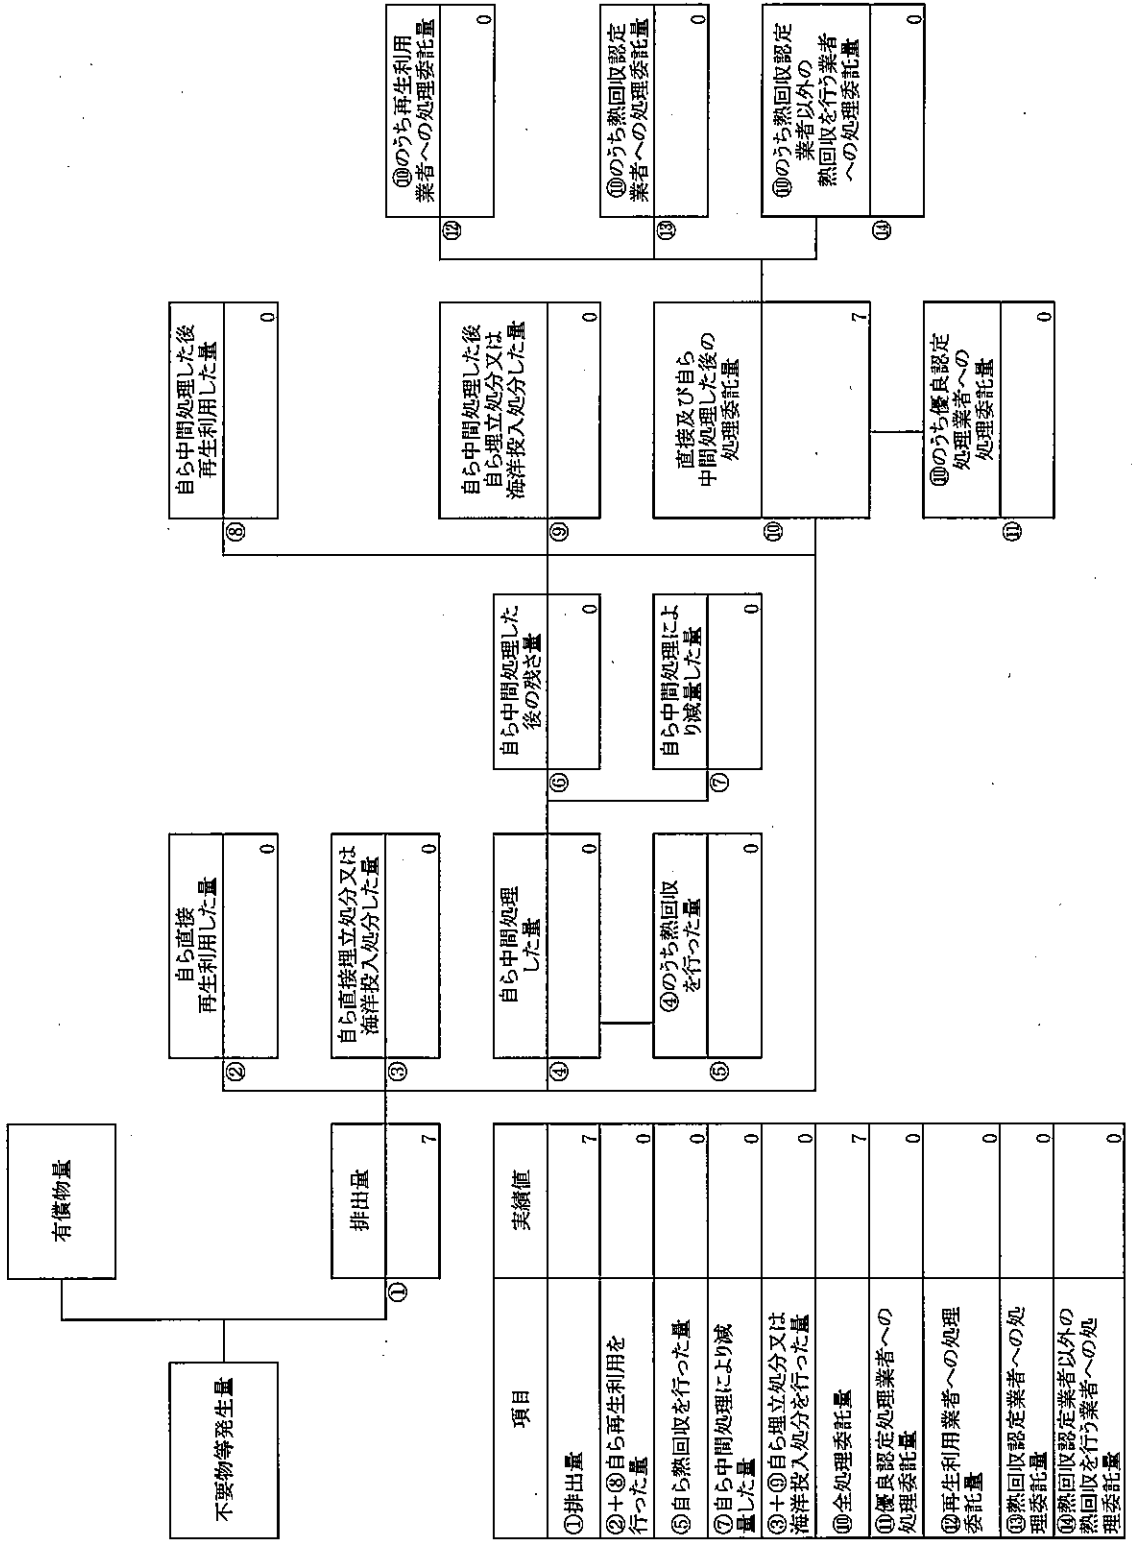 不要物等発生量
有償物量
①
排出量
7
②
自ら直接
再生利用した量
0
③
自ら直接埋立処分又は
海洋投入処分した量
0
④
自ら中間処理
した量
0
⑤
④のうち熱回収
を行った量
0
⑥
自ら中間処理した
後の残さ量
0
⑦
自ら中間処理によ
り減量した量
0
⑧
自ら中間処理した後
再生利用した量
0
⑨
自ら中間処理した後
自ら埋立処分又は
海洋投入処分した量
0
⑩
直接及び自ら
中間処理した後の
処理委託量
7
⑪
⑩のうち優良認定
処理業者への
処理委託量
0
⑫
⑩のうち再生利用
業者への処理委託量
0
⑬
⑩のうち熱回収認定
業者への処理委託量
0
⑭
⑩のうち熱回収認定
業者以外の
熱回収を行う業者
への処理委託量
0
項目 実績値
①排出量 7
②+⑧自ら再生利用を
行った量 0
⑤自ら熱回収を行った量 0
⑦自ら中間処理により減
量した量 0
③+⑨自ら埋立処分又は
海洋投入処分を行った量 0
⑩全処理委託量 7
⑪優良認定処理業者への
処理委託量 0
⑫再生利用業者への処理
委託量 0
⑬熱回収認定業者への処
理委託量 0
⑭熱回収認定業者以外の
熱回収を行う業者への処
理委託量 0